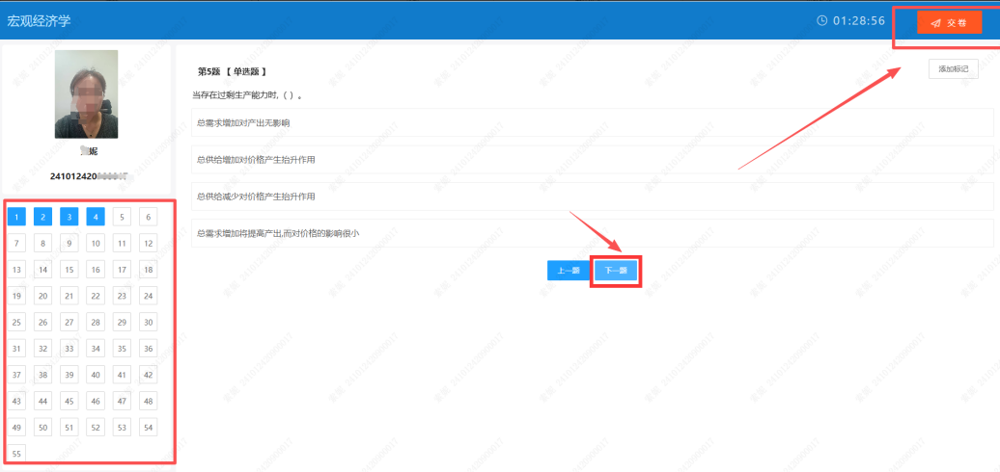 宏观经济学
01:28:56
交卷
第5题 【 单选题 】
添加标记
当存在过剩生产能力时，( ) 。
总需求增加对产出无影响
总供给增加对价格产生抬升作用
总供给减少对价格产生抬升作用
总需求增加将提高产出,而对价格的影响很小
上一题
下一题
妮
241012420
1 2 3 4 5 6
7 8 9 10 11 12
13 14 15 16 17 18
19 20 21 22 23 24
25 26 27 28 29 30
31 32 33 34 35 36
37 38 39 40 41 42
43 44 45 46 47 48
49 50 51 52 53 54
55